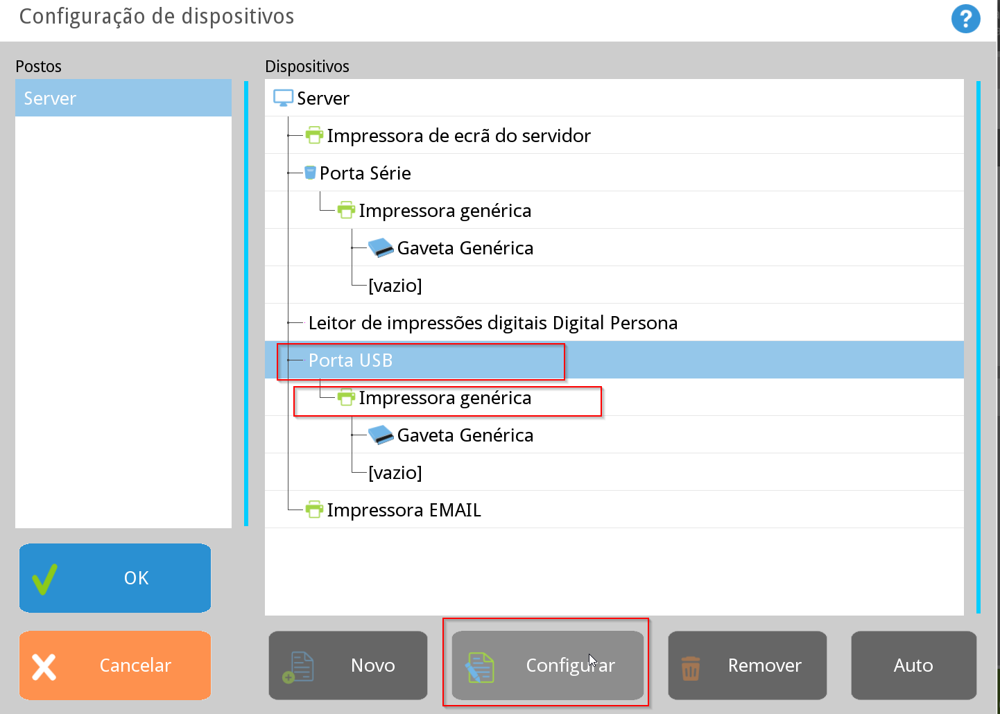 Configuração de dispositivos
?
Postos
Dispositivos
Server
Server
Impressora de ecrã do servidor
Porta Série
Impressora genérica
Gaveta Genérica
[vazio]
Leitor de impressões digitais Digital Persona
Porta USB
Impressora genérica
Gaveta Genérica
[vazio]
Impressora EMAIL
OK
Cancelar
Novo
Configurar
Remover
Auto